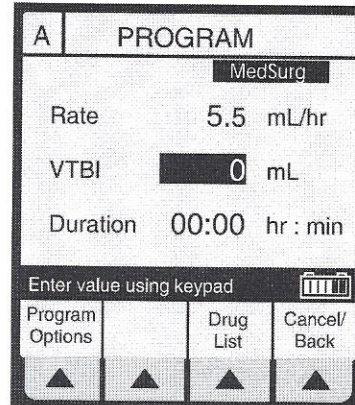 A PROGRAM
MedSurg
Rate 5.5 mL/hr
VTBI 0 mL
Duration 00:00 hr : min
Enter value using keypad
Program Options Drug List Cancel/ Back